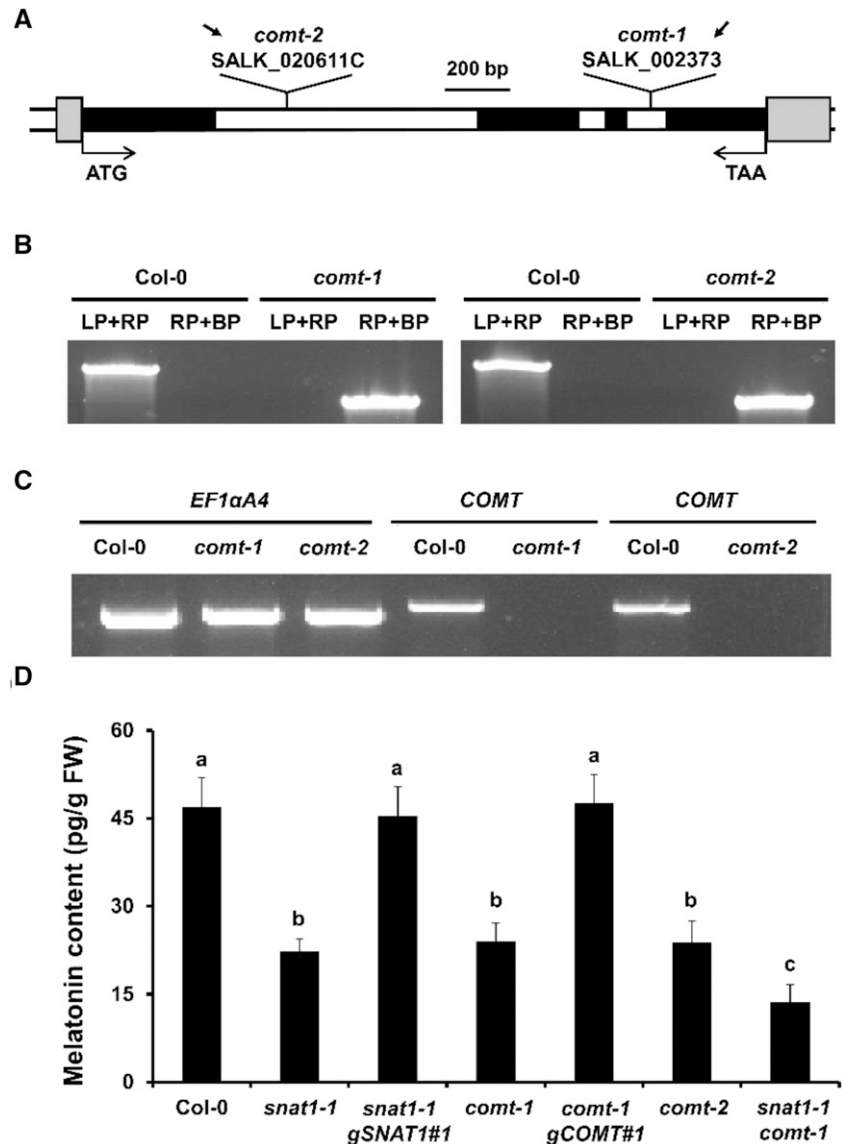 A
comt-2 comt-1
SALK_020611C SALK_002373
200 bp
ATG TAA
B
Col-0 comt-1 Col-0 comt-2
LP+RP RP+BP LP+RP RP+BP LP+RP RP+BP LP+RP RP+BP
C
EF1αA4 COMT COMT
Col-0 comt-1 comt-2 Col-0 comt-1 Col-0 comt-2
D
Melatonin content (pg/g FW)
60
45
30
15
0
a b a b a b c
Col-0 snat1-1 snat1-1 comt-1 comt-1 comt-2 snat1-1
gSNAT1#1 gCOMT#1 comt-1